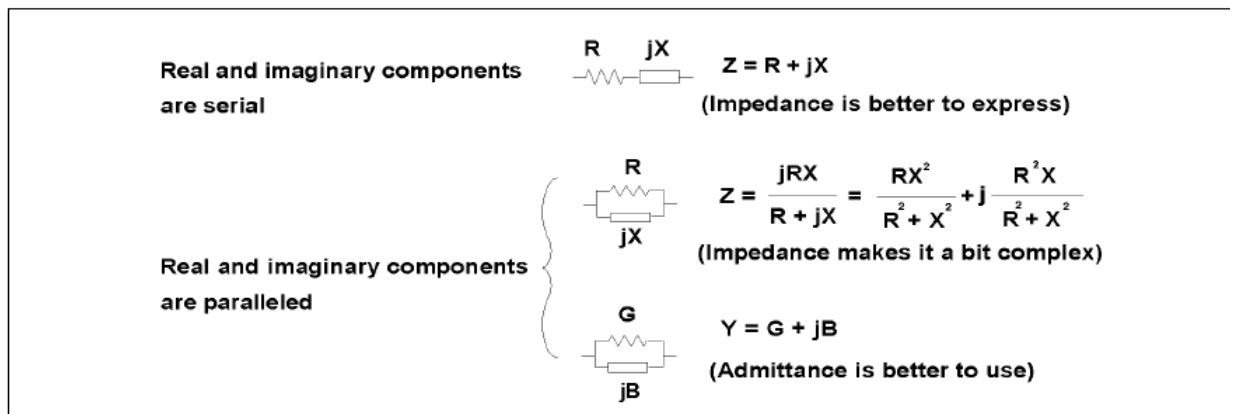 Real and imaginary components
are serial
R jX
Z = R + jX
(Impedance is better to express)
Real and imaginary components
are paralleled
R
jX
Z = jRX / R + jX = RX² / R² + X² + j R²X / R² + X²
(Impedance makes it a bit complex)
G
jB
Y = G + jB
(Admittance is better to use)